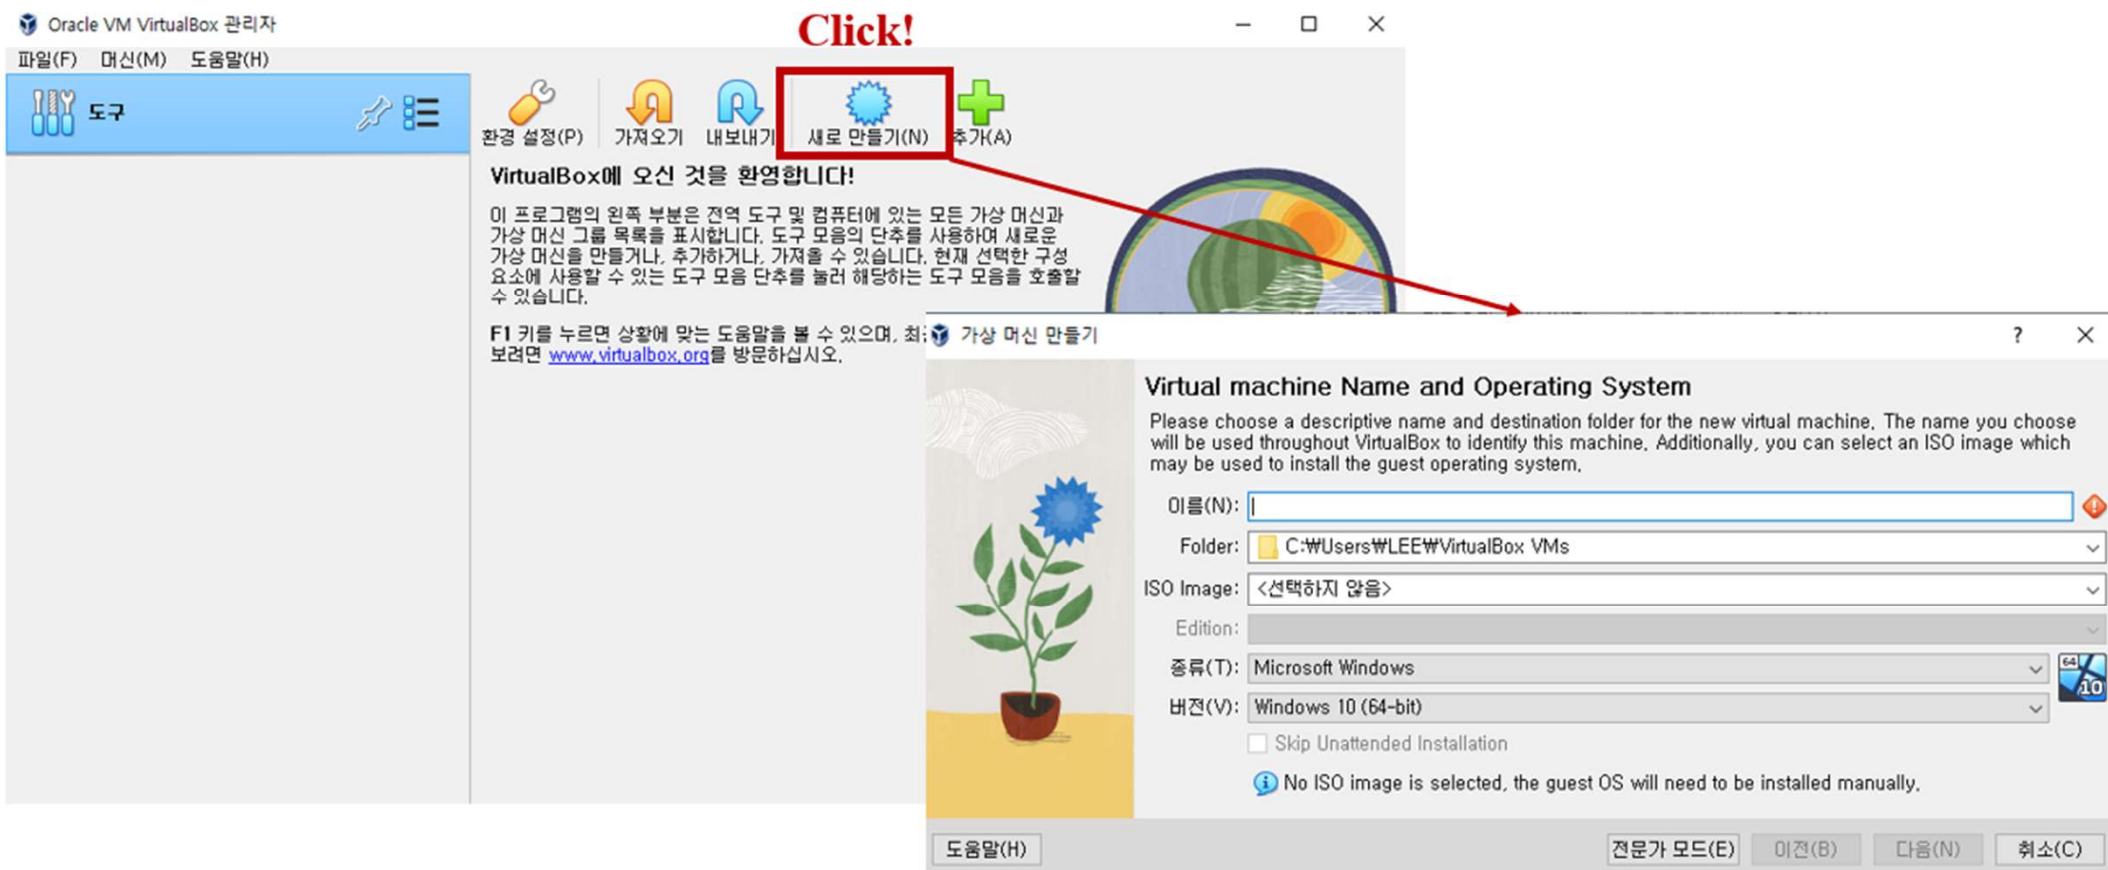 Oracle VM VirtualBox 관리자
Click!
파일(F) 머신(M) 도움말(H)
도구
환경 설정(P) 가져오기 내보내기 새로 만들기(N) 추가(A)
VirtualBox에 오신 것을 환영합니다!
이 프로그램의 왼쪽 부분은 전역 도구 및 컴퓨터에 있는 모든 가상 머신과
가상 머신 그룹 목록을 표시합니다. 도구 모음의 단추를 사용하여 새로운
가상 머신을 만들거나, 추가하거나, 가져올 수 있습니다. 현재 선택한 구성
요소에 사용할 수 있는 도구 모음 단추를 눌러 해당하는 도구 모음을 호출할
수 있습니다.
F1 키를 누르면 상황에 맞는 도움말을 볼 수 있으며,
보려면 www.virtualbox.org를 방문하십시오.
가상 머신 만들기
Virtual machine Name and Operating System
Please choose a descriptive name and destination folder for the new virtual machine. The name you choose
will be used throughout VirtualBox to identify this machine. Additionally, you can select an ISO image which
may be used to install the guest operating system.
이름(N):
Folder: C:₩Users₩LEE₩VirtualBox VMs
ISO Image: <선택하지 않음>
Edition:
종류(T): Microsoft Windows
64
10
버전(V): Windows 10 (64-bit)
Skip Unattended Installation
No ISO image is selected, the guest OS will need to be installed manually.
도움말(H) 전문가 모드(E) 이전(B) 다음(N) 취소(C)